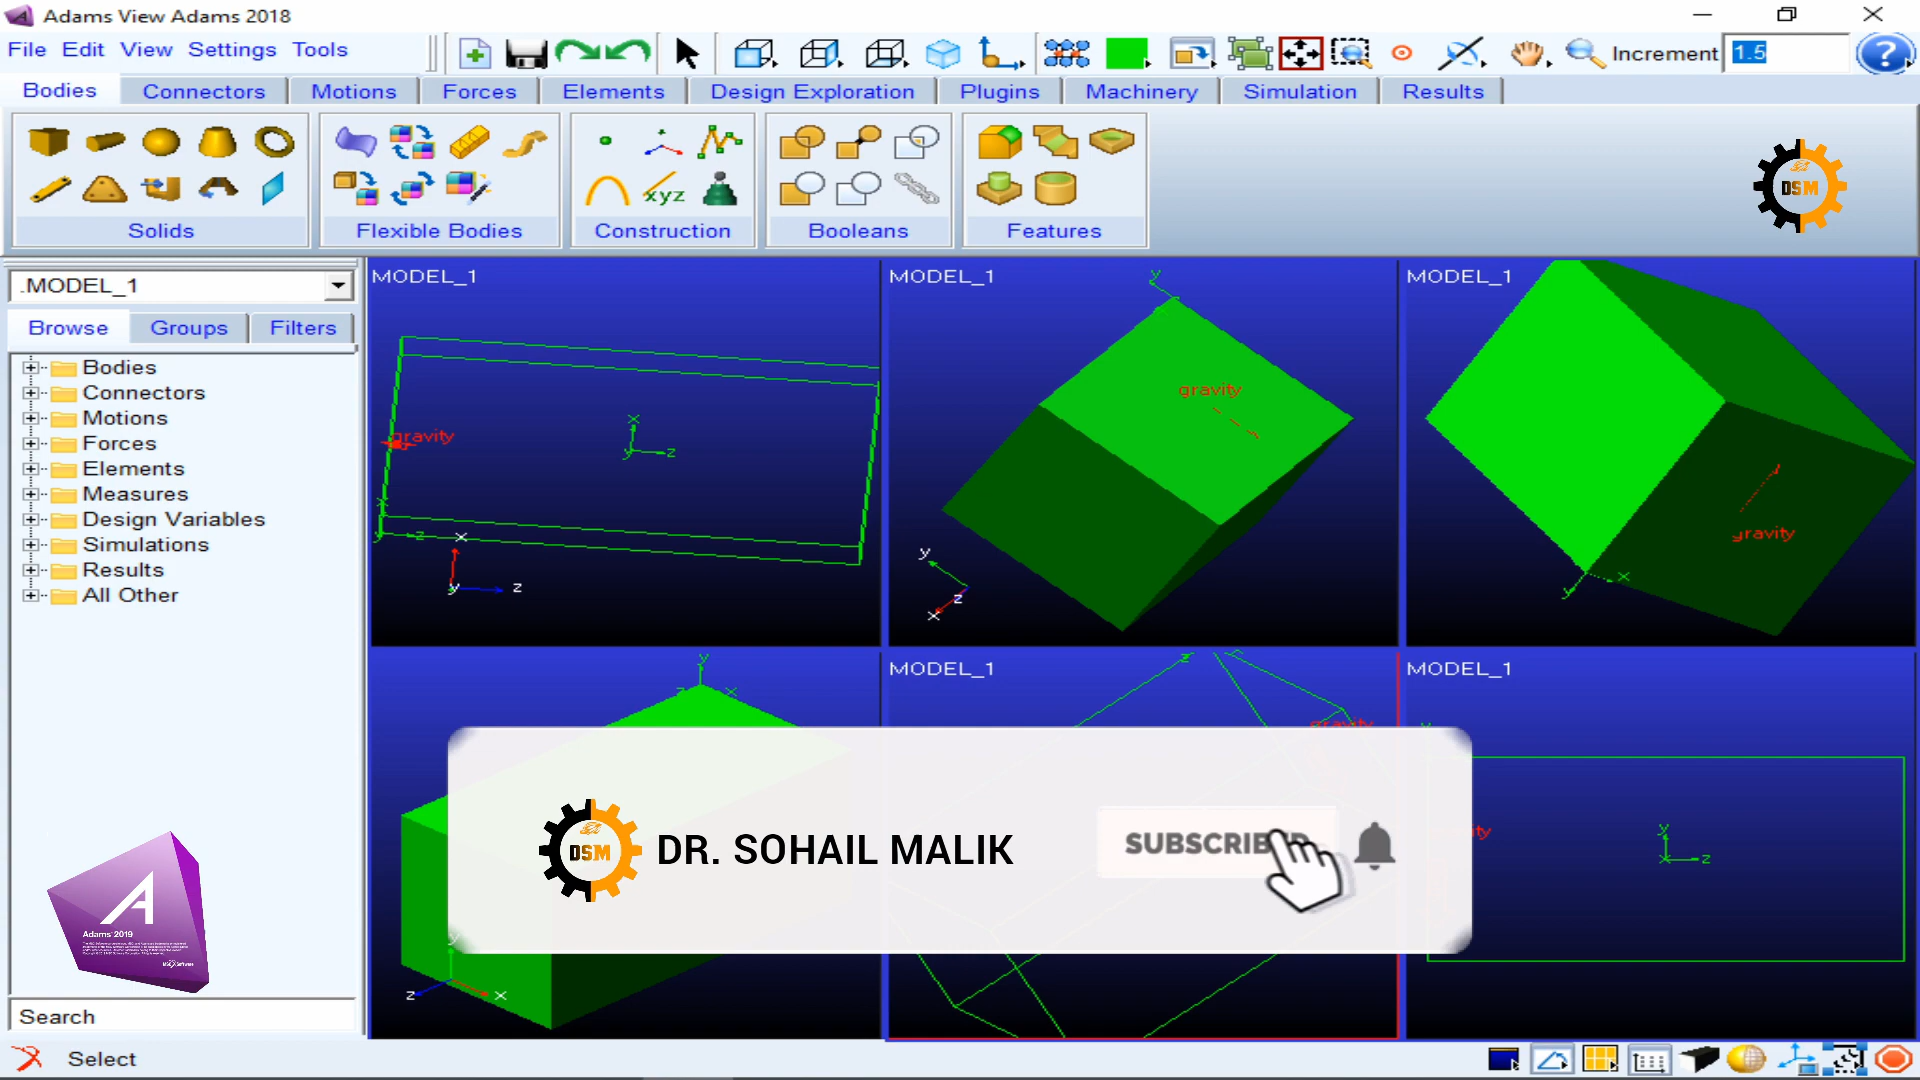 Adams View Adams 2018
File Edit View Settings Tools
Increment 1.5
Bodies Connectors Motions Forces Elements Design Exploration Plugins Machinery Simulation Results
xyz
DSM
Solids Flexible Bodies Construction Booleans Features
.MODEL_1
Browse Groups Filters
Bodies
Connectors
Motions
Forces
Elements
Measures
Design Variables
Simulations
Results
All Other
Adams 2019
Search
Select
MODEL_1
gravity
x
y z
z
x
y z
MODEL_1
y
gravity
y
z
x
MODEL_1
gravity
x
y
y
z x
y
z x
MODEL_1
z
gravity
MODEL_1
ity
y
x z
DSM DR. SOHAIL MALIK
SUBSCRIBED